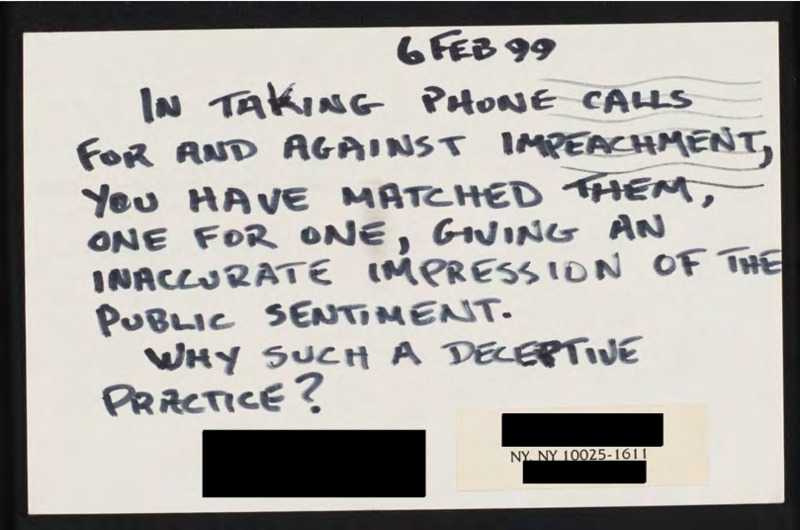 6 FEB 99
IN TAKING PHONE CALLS
FOR AND AGAINST IMPEACHMENT,
YOU HAVE MATCHED THEM,
ONE FOR ONE, GIVING AN
INACCURATE IMPRESSION OF THE
PUBLIC SENTIMENT.
WHY SUCH A DECEPTIVE
PRACTICE?
NY, NY 10025-1611